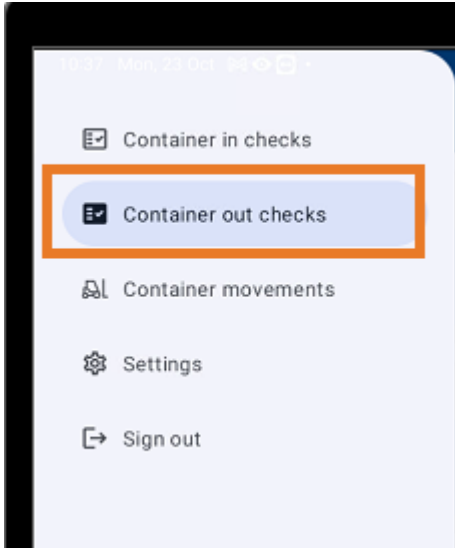 10:37 Mon, 23 Oct
Container in checks
Container out checks
Container movements
Settings
Sign out